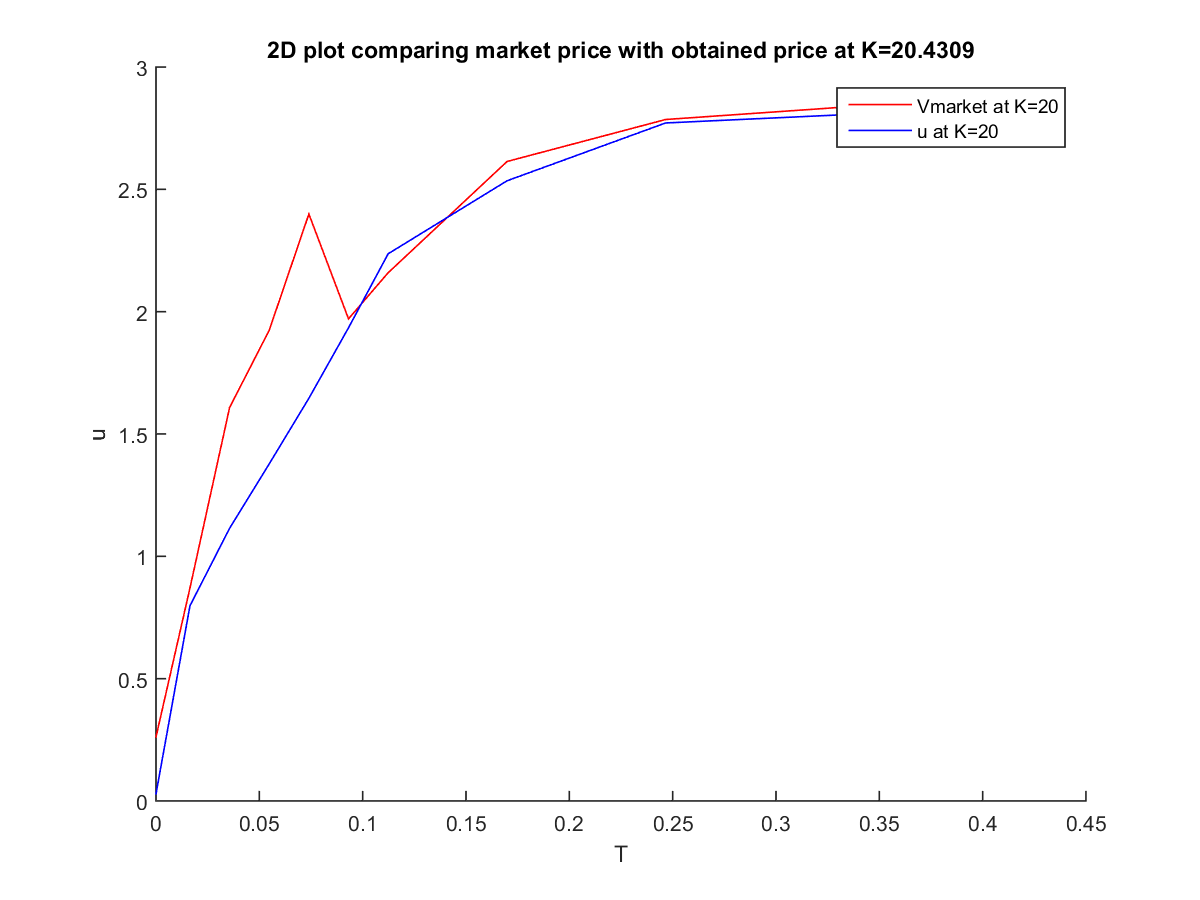 2D plot comparing market price with obtained price at K=20.4309
Vmarket at K=20
u at K=20
3
2.5
2
1.5
1
0.5
0
u
0 0.05 0.1 0.15 0.2 0.25 0.3 0.35 0.4 0.45
T